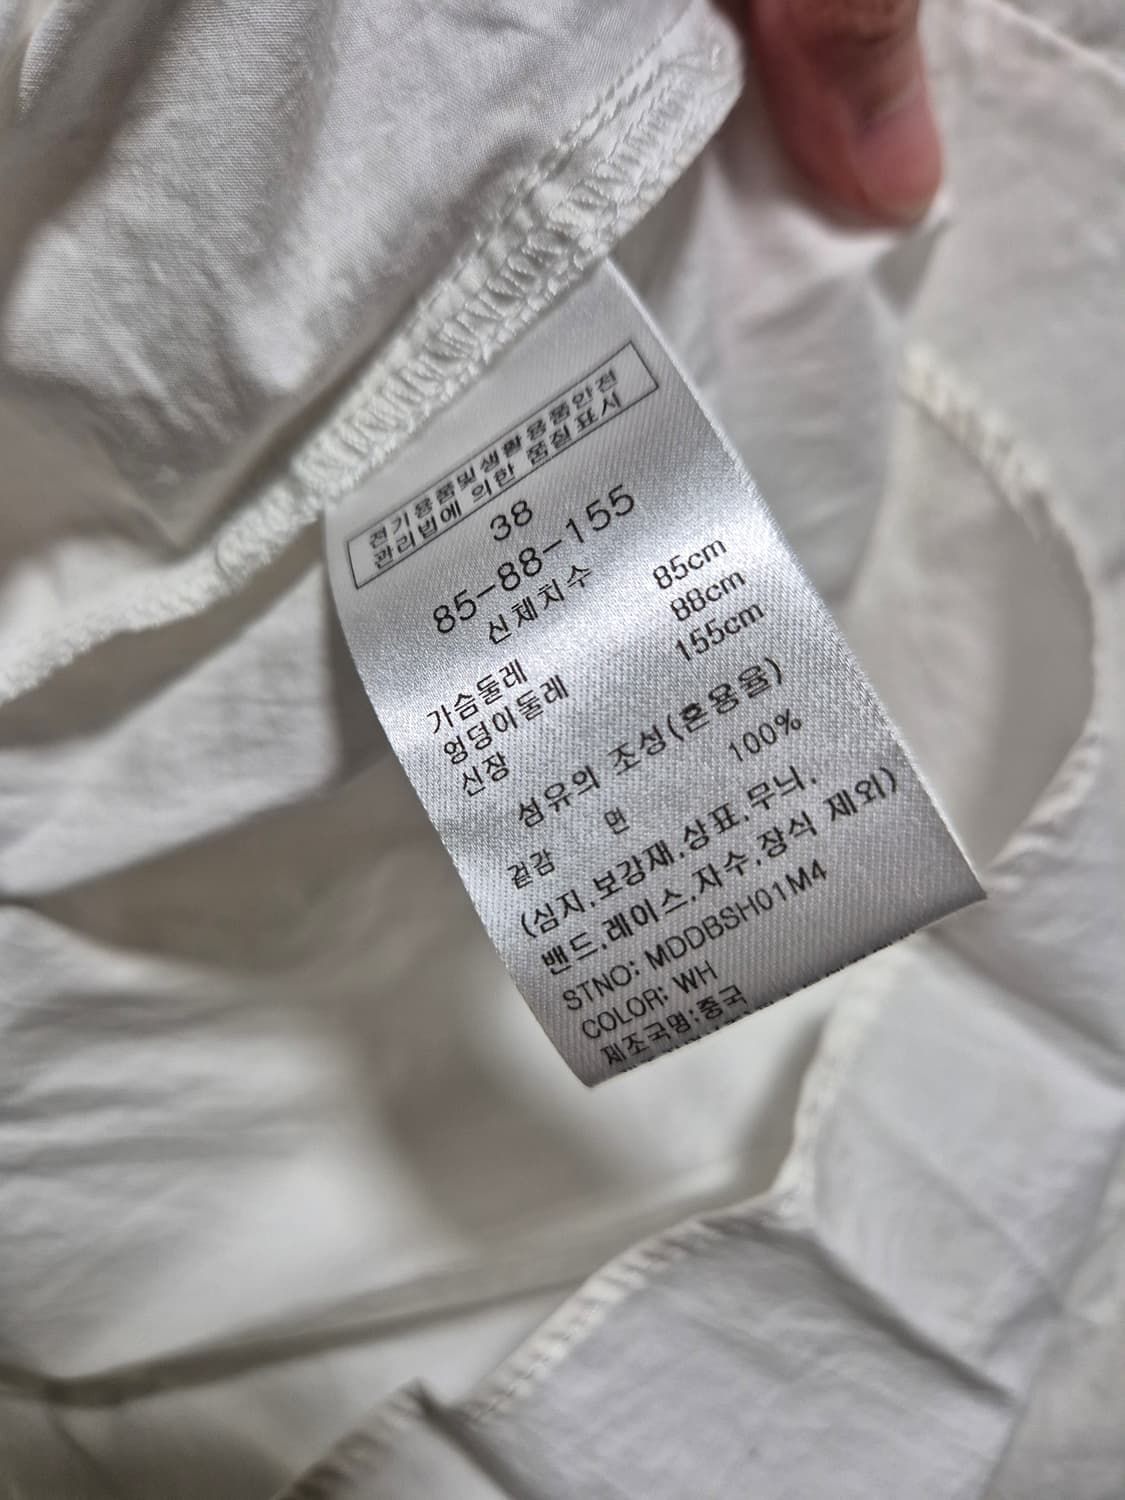 전기용품및생활용품안전
관리법에 의한 품질표시
38
85-88-155
신체치수
가슴둘레 85cm
엉덩이둘레 88cm
신장 155cm
섬유의 조성(혼용율)
겉감 면 100%
(심지,보강재,상표,무늬,
밴드,레이스,자수,장식 제외)
STNO: MDDBSH01M4
COLOR: WH
제조국명:중국